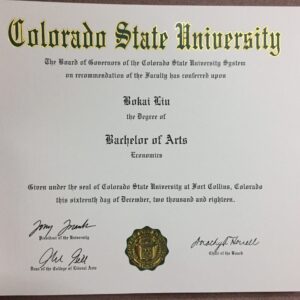 Colorado State University
The Board of Governors of the Colorado State University System
on recommendation of the Faculty has conferred upon
Bokai Liu
the Degree of
Bachelor of Arts
Economics
Given under the seal of Colorado State University at Fort Collins, Colorado
this sixteenth day of December, two thousand and eighteen.
President of the University
Dean of the College of Liberal Arts
Chair of the Board